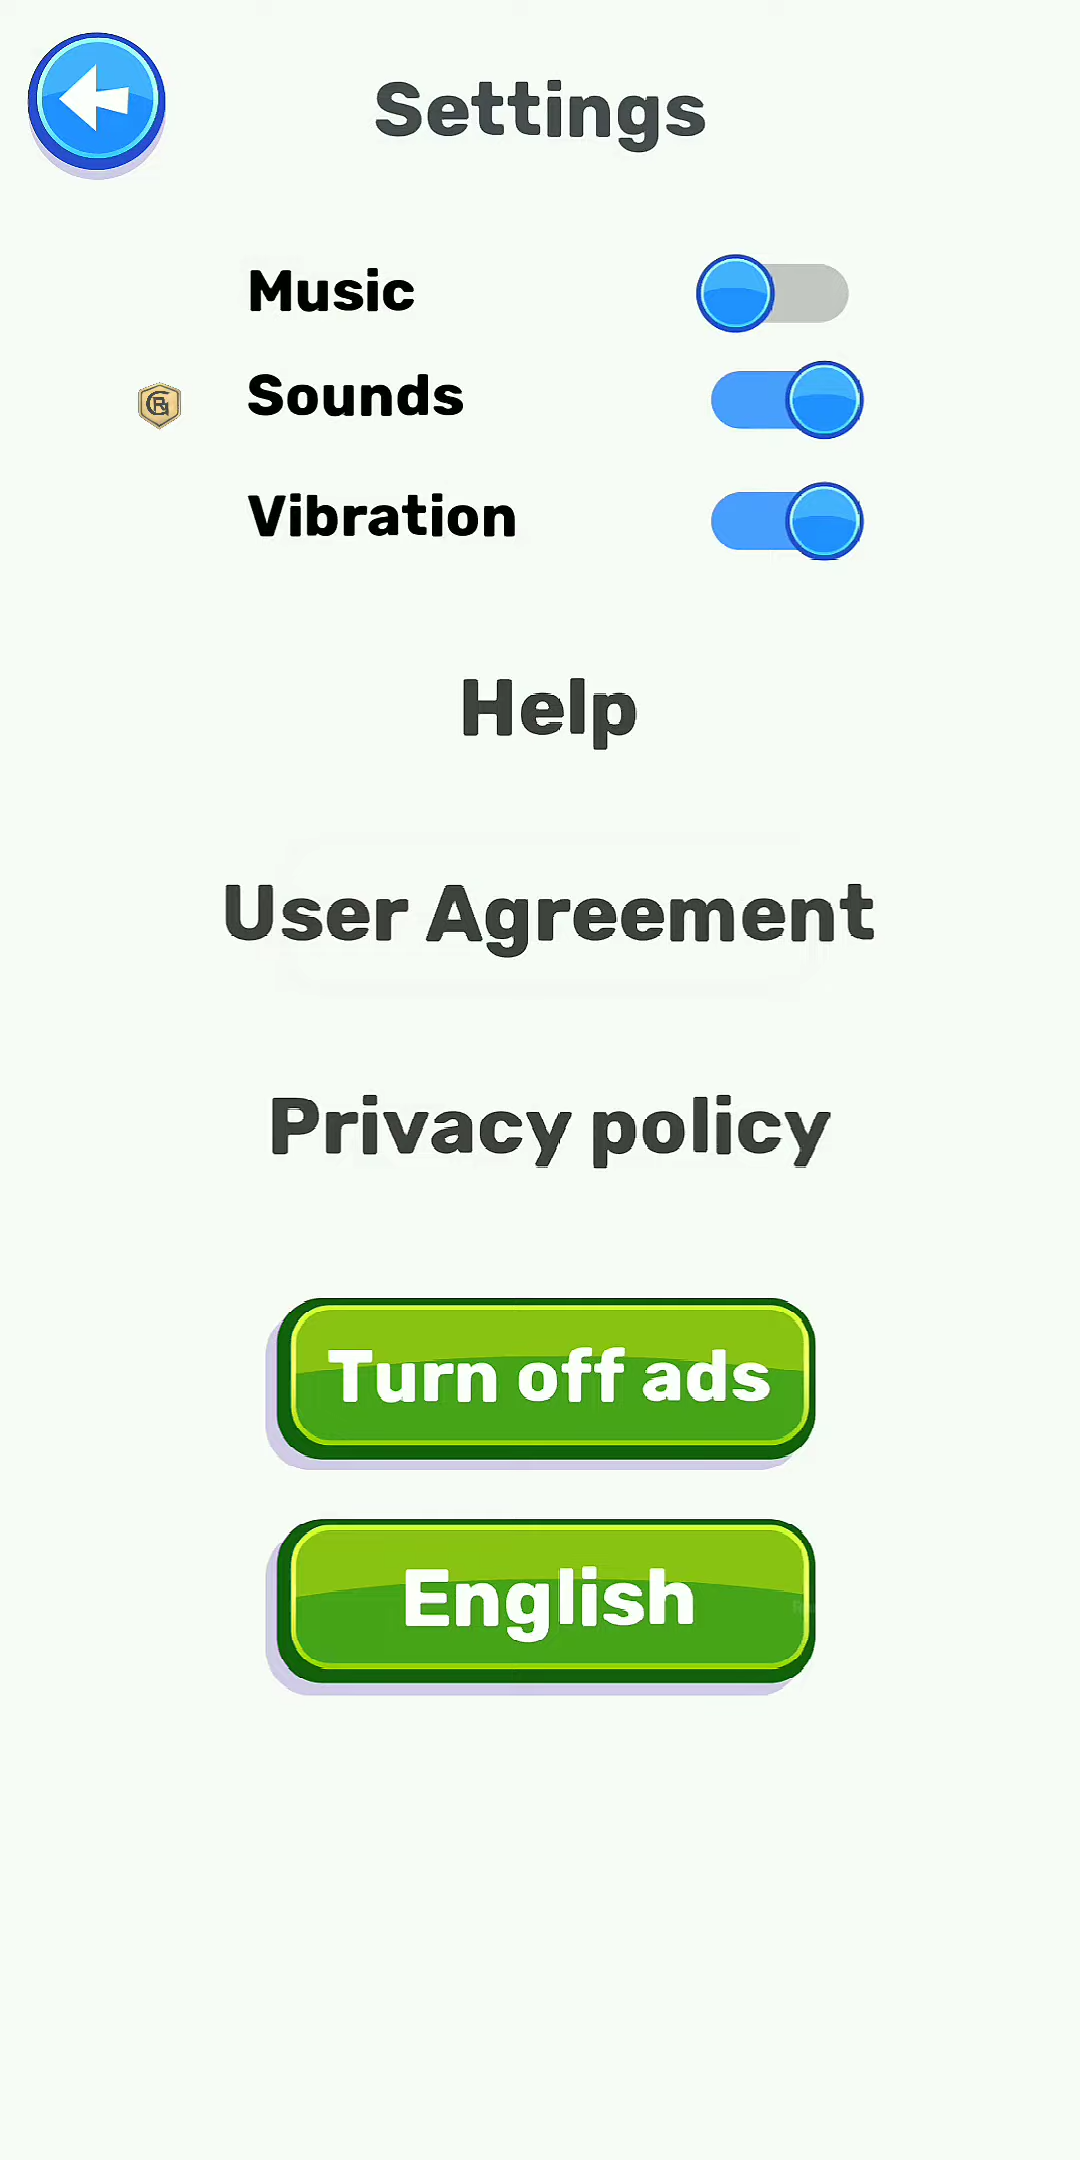 Settings
Music
Sounds
Vibration
Help
User Agreement
Privacy policy
Turn off ads
English